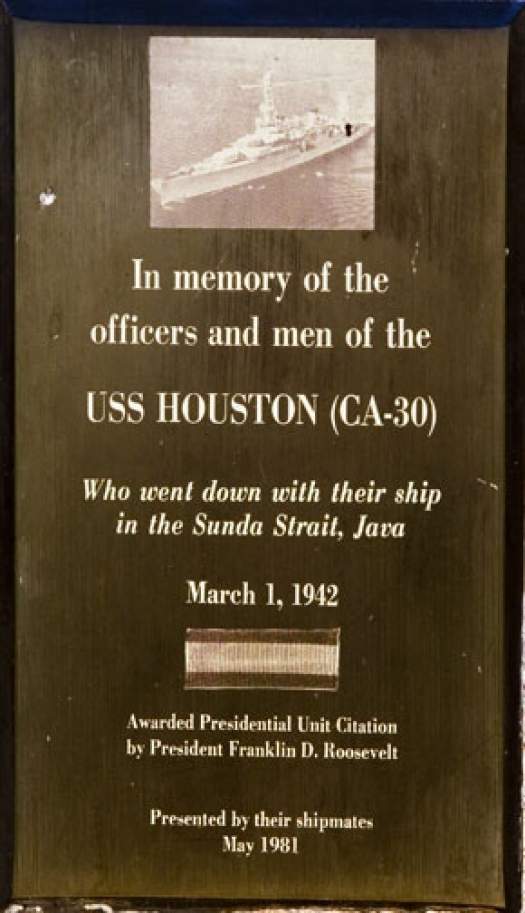 In memory of the
officers and men of the
USS HOUSTON (CA-30)
Who went down with their ship
in the Sunda Strait, Java
March 1, 1942
Awarded Presidential Unit Citation
by President Franklin D. Roosevelt
Presented by their shipmates
May 1981